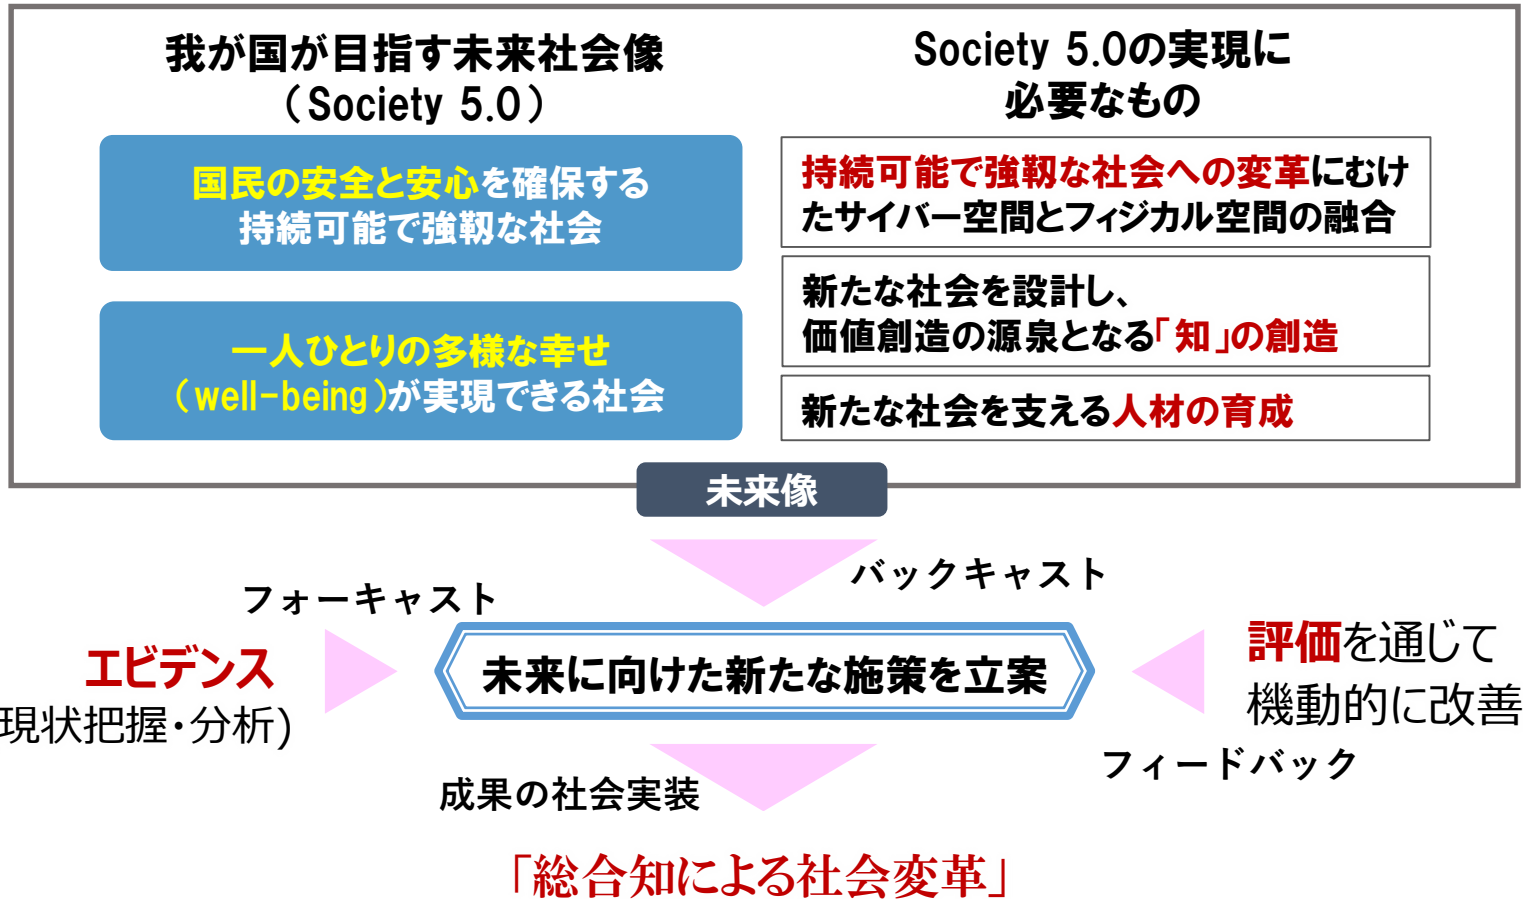 我が国が目指す未来社会像
（Society 5.0）
国民の安全と安心を確保する
持続可能で強靱な社会
一人ひとりの多様な幸せ
（well-being）が実現できる社会
Society 5.0の実現に
必要なもの
持続可能で強靱な社会への変革にむけ
たサイバー空間とフィジカル空間の融合
新たな社会を設計し、
価値創造の源泉となる「知」の創造
新たな社会を支える人材の育成
未来像
バックキャスト
フォーキャスト
エビデンス
現状把握・分析)
未来に向けた新たな施策を立案
評価を通じて
機動的に改善
フィードバック
成果の社会実装
「総合知による社会変革」